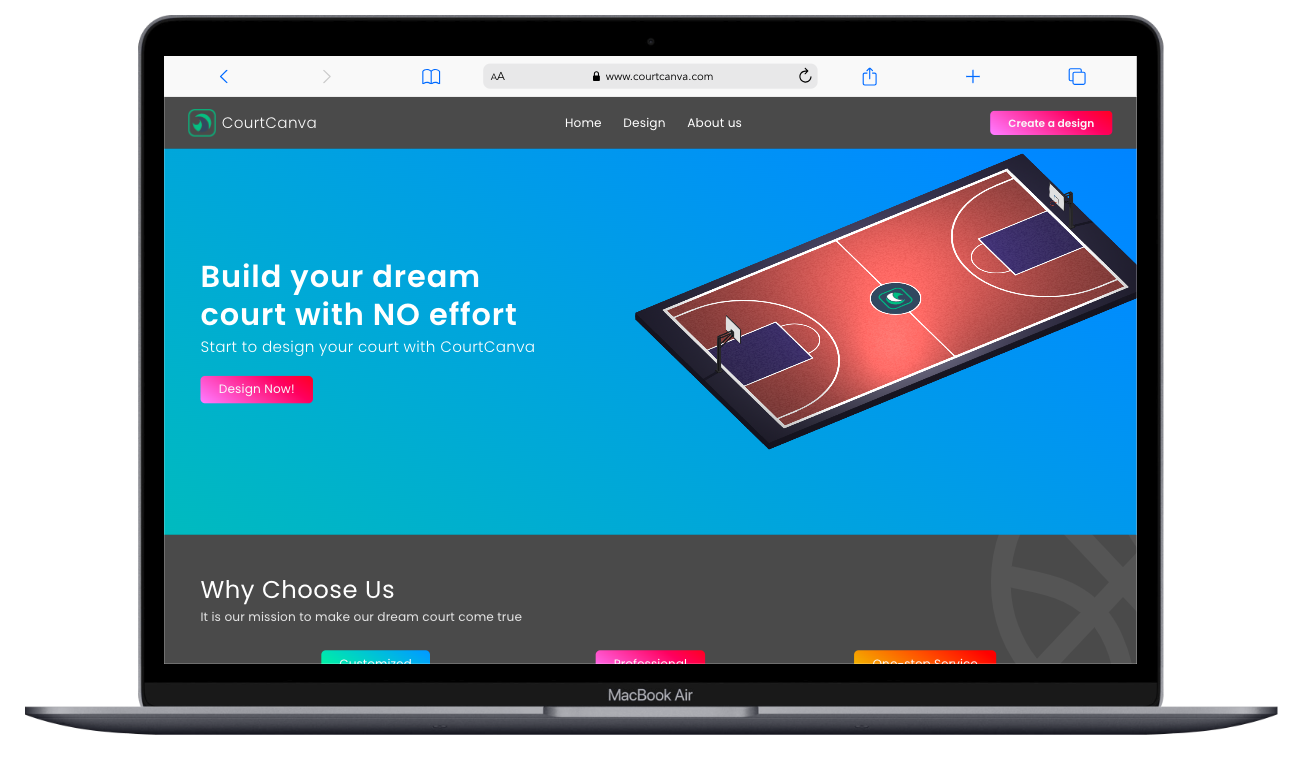 AA
www.courtcanva.com
CourtCanva
Home
Design
About us
Create a design
Build your dream
court with NO effort
Start to design your court with CourtCanva
Design Now!
Why Choose Us
It is our mission to make our dream court come true
Customized
Professional
One-stop Service
MacBook Air